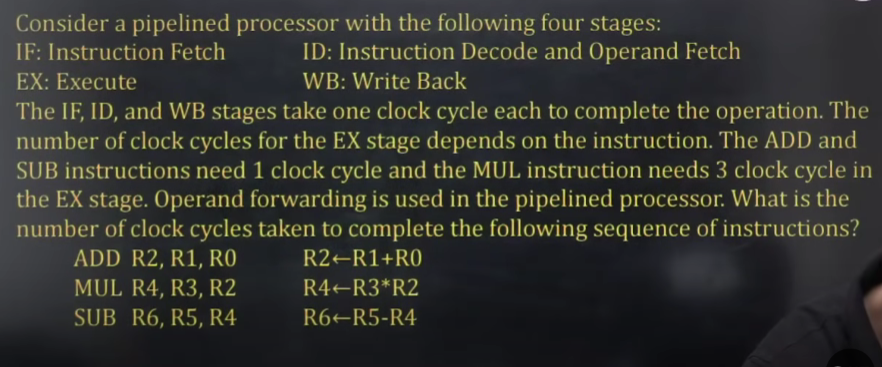 Consider a pipelined processor with the following four stages:
IF: Instruction Fetch ID: Instruction Decode and Operand Fetch
EX: Execute WB: Write Back
The IF, ID, and WB stages take one clock cycle each to complete the operation. The
number of clock cycles for the EX stage depends on the instruction. The ADD and
SUB instructions need 1 clock cycle and the MUL instruction needs 3 clock cycle in
the EX stage. Operand forwarding is used in the pipelined processor. What is the
number of clock cycles taken to complete the following sequence of instructions?
ADD R2, R1, R0 R2←R1+R0
MUL R4, R3, R2 R4←R3*R2
SUB R6, R5, R4 R6←R5-R4